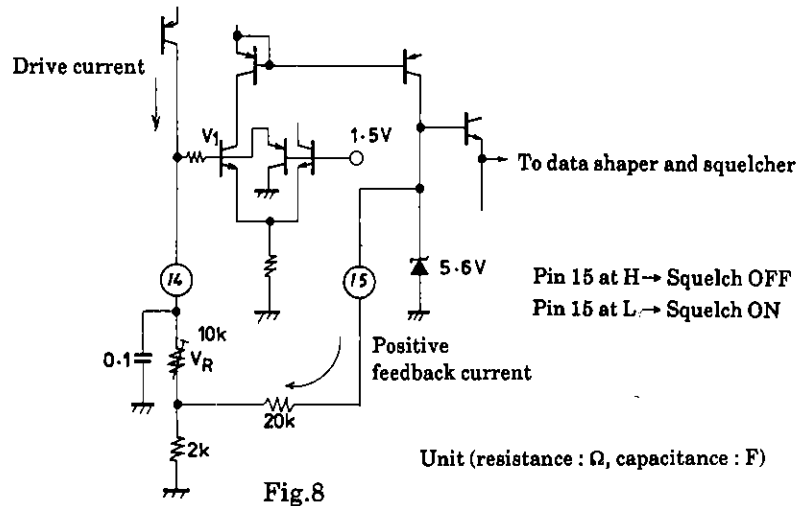 Drive current
V1
1·5V
To data shaper and squelcher
14
15
5·6V
Pin 15 at H→ Squelch OFF
Pin 15 at L → Squelch ON
10k
0·1
VR
Positive
feedback current
20k
2k
Unit (resistance : Ω, capacitance : F)
Fig.8